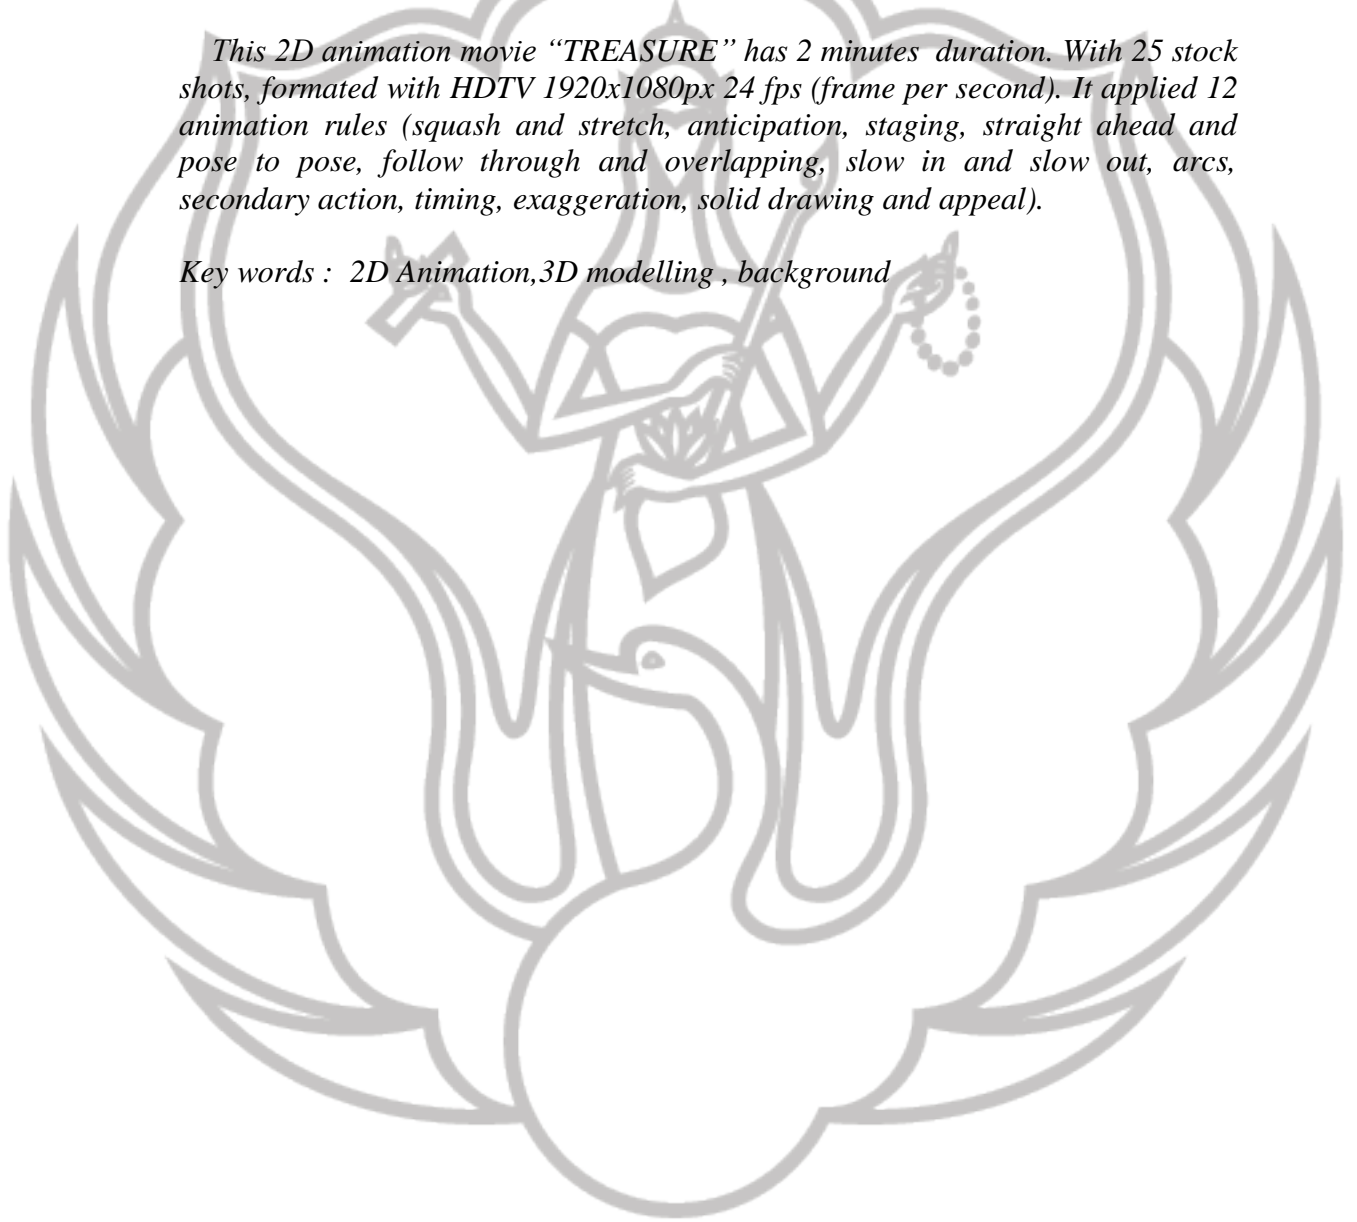 This 2D animation movie “TREASURE” has 2 minutes  duration. With 25 stock
shots, formated with HDTV 1920x1080px 24 fps (frame per second). It applied 12
animation rules (squash and stretch, anticipation, staging, straight ahead and
pose to pose, follow through and overlapping, slow in and slow out, arcs,
secondary action, timing, exaggeration, solid drawing and appeal).
Key words :  2D Animation,3D modelling , background